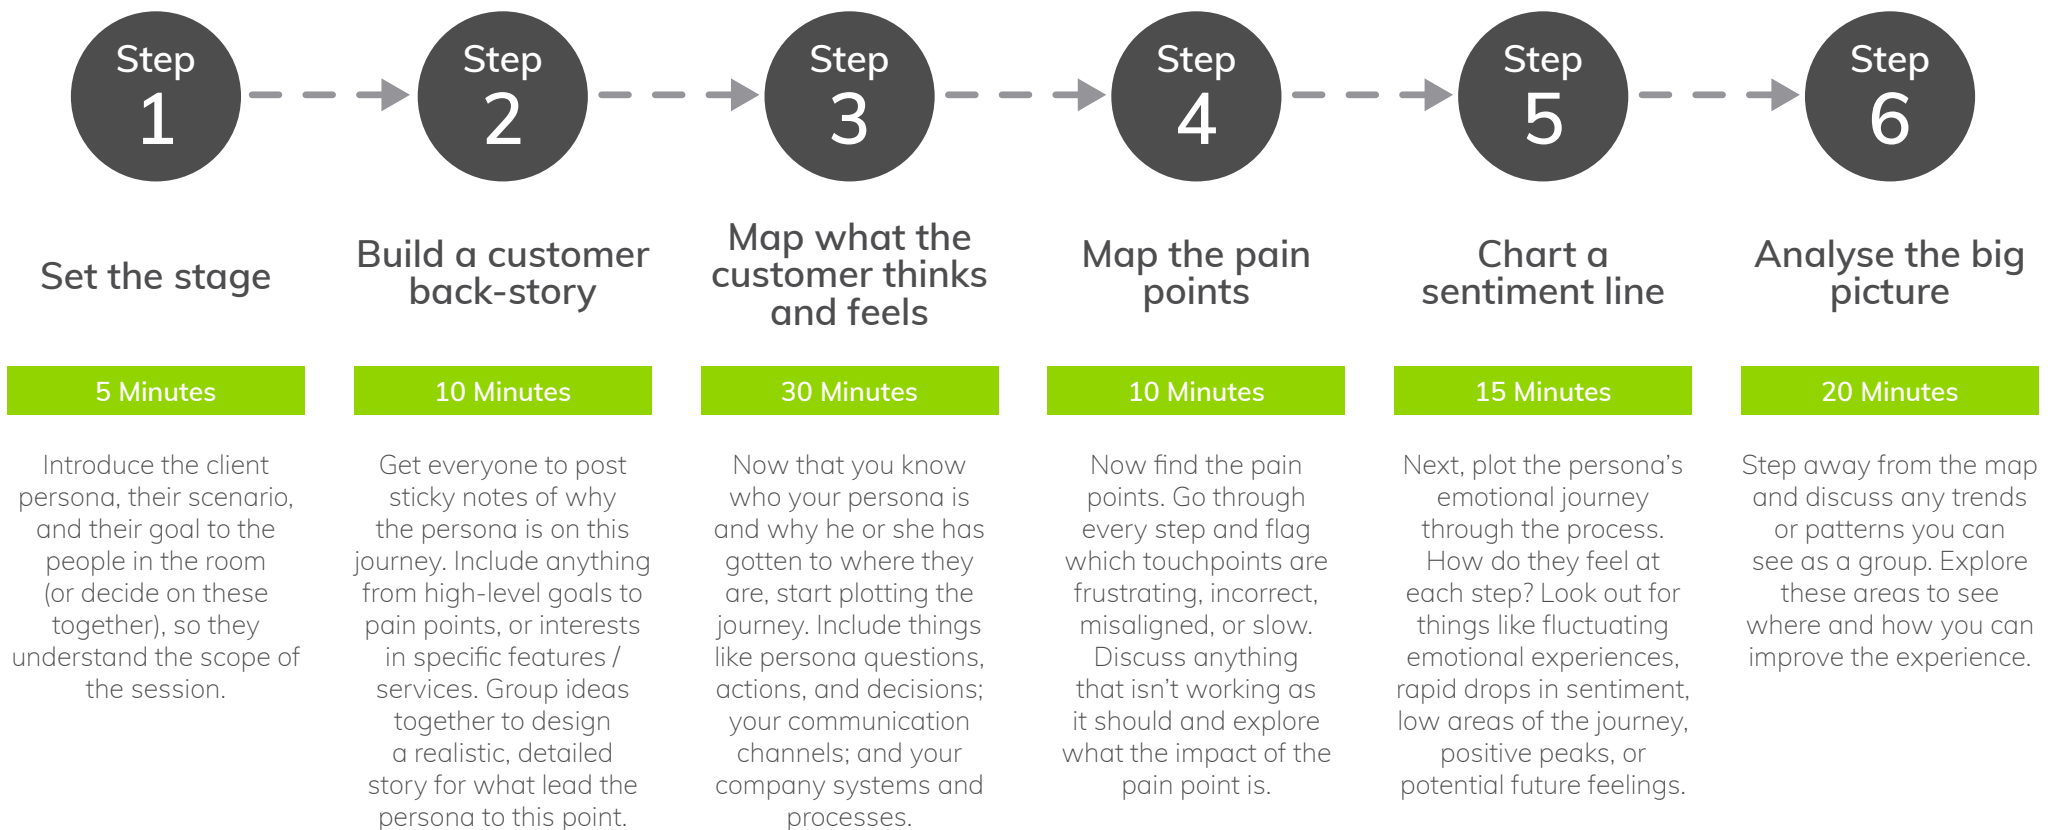 Step
1
Step
2
Step
3
Step
4
Step
5
Step
6
Set the stage
Build a customer
back-story
Map what the
customer thinks
and feels
Map the pain
points
Chart a
sentiment line
Analyse the big
picture
5 Minutes
10 Minutes
30 Minutes
10 Minutes
15 Minutes
20 Minutes
Introduce the client
persona, their scenario,
and their goal to the
people in the room
(or decide on these
together), so they
understand the scope of
the session.
Get everyone to post
sticky notes of why
the persona is on this
journey. Include anything
from high-level goals to
pain points, or interests
in specific features /
services. Group ideas
together to design
a realistic, detailed
story for what lead the
persona to this point.
Now that you know
who your persona is
and why he or she has
gotten to where they
are, start plotting the
journey. Include things
like persona questions,
actions, and decisions;
your communication
channels; and your
company systems and
processes.
Now find the pain
points. Go through
every step and flag
which touchpoints are
frustrating, incorrect,
misaligned, or slow.
Discuss anything
that isn’t working as
it should and explore
what the impact of the
pain point is.
Next, plot the persona’s
emotional journey
through the process.
How do they feel at
each step? Look out for
things like fluctuating
emotional experiences,
rapid drops in sentiment,
low areas of the journey,
positive peaks, or
potential future feelings.
Step away from the map
and discuss any trends
or patterns you can
see as a group. Explore
these areas to see
where and how you can
improve the experience.